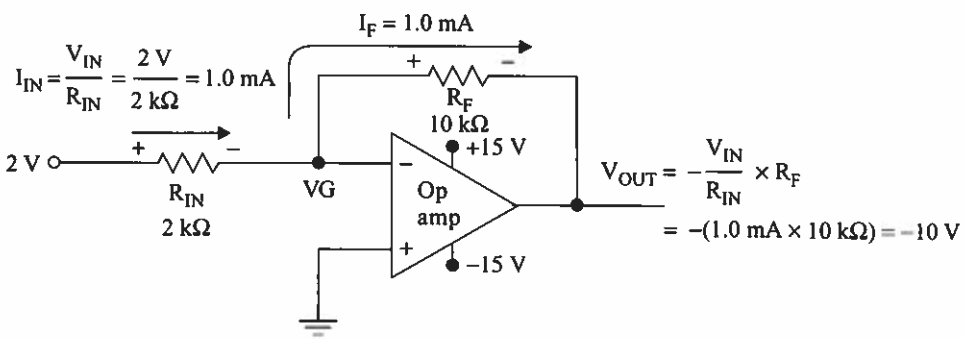 I_F = 1.0 mA
I_IN = V_IN / R_IN = 2 V / 2 kΩ = 1.0 mA
+ −
R_F
10 kΩ
+15 V
+ −
2 V
R_IN
2 kΩ
VG
−
Op
amp
+
−15 V
V_OUT = − V_IN / R_IN × R_F
= −(1.0 mA × 10 kΩ) = −10 V